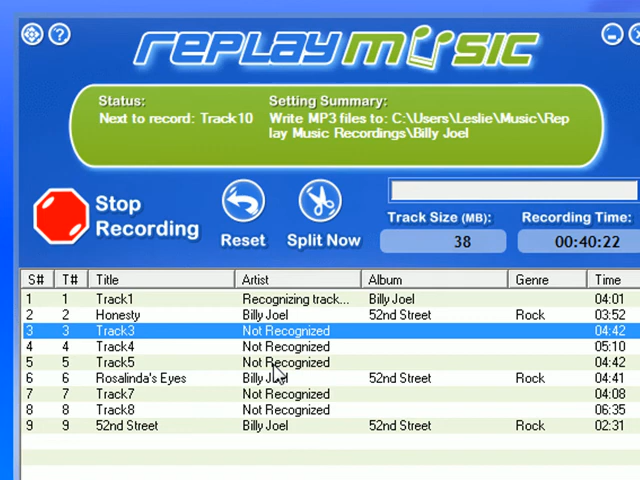 ?
replay music
Status:
Next to record: Track10
Setting Summary:
Write MP3 files to: C:\Users\Leslie\Music\Rep
lay Music Recordings\Billy Joel
Stop
Recording
Reset
Split Now
Track Size (MB):
38
Recording Time:
00:40:22
S# T# Title Artist Album Genre Time
1 1 Track1 Recognizing track... Billy Joel 04:01
2 2 Honesty Billy Joel 52nd Street Rock 03:52
3 3 Track3 Not Recognized 04:42
4 4 Track4 Not Recognized 05:10
5 5 Track5 Not Recognized 04:42
6 6 Rosalinda's Eyes Billy Joel 52nd Street Rock 04:41
7 7 Track7 Not Recognized 04:08
8 8 Track8 Not Recognized 06:35
9 9 52nd Street Billy Joel 52nd Street Rock 02:31